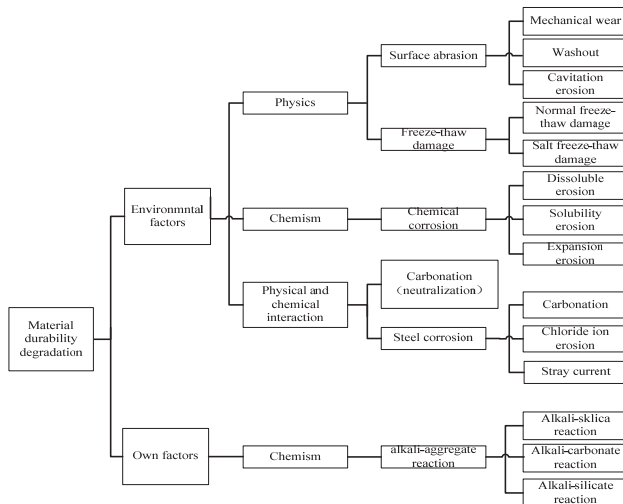 Mechanical wear
Surface abrasion
Washout
Cavitation
erosion
Physics
Normal freeze-
thaw damage
Freeze-thaw
damage
Salt freeze-thaw
damage
Dissoluble
erosion
Environmntal
factors
Chemism
Chemical
corrosion
Solubility
erosion
Expansion
erosion
Physical and
chemical
interaction
Carbonation
(neutralization)
Carbonation
Material
durability
degradation
Steel corrosion
Chloride ion
erosion
Stray current
Alkali-sklica
reaction
Own factors
Chemism
alkali-aggregate
reaction
Alkali-carbonate
reaction
Alkali-silicate
reaction